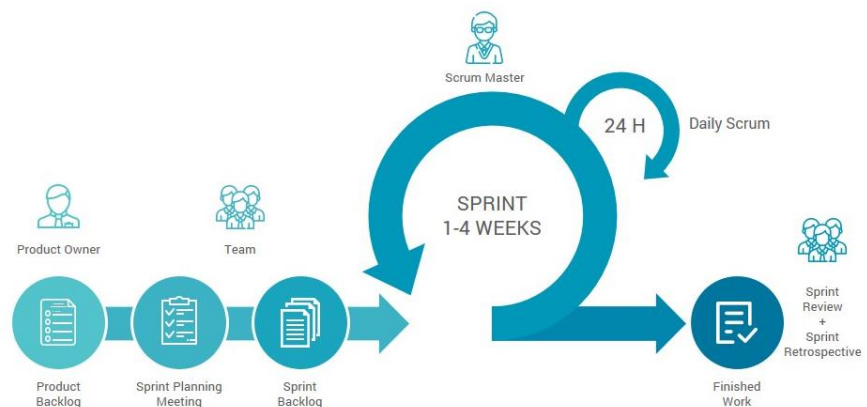 Scrum Master
24 H
Daily Scrum
SPRINT
1-4 WEEKS
Product Owner
Team
Sprint
Review
+
Sprint
Retrospective
Product
Backlog
Sprint Planning
Meeting
Sprint
Backlog
Finished
Work